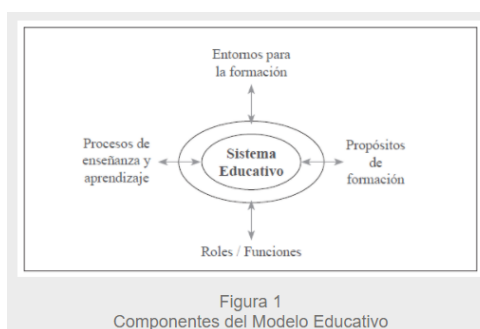 Entornos para
la formación
Procesos de
enseñanza y
aprendizaje
Sistema
Educativo
Propósitos
de
formación
Roles / Funciones
Figura 1
Componentes del Modelo Educativo